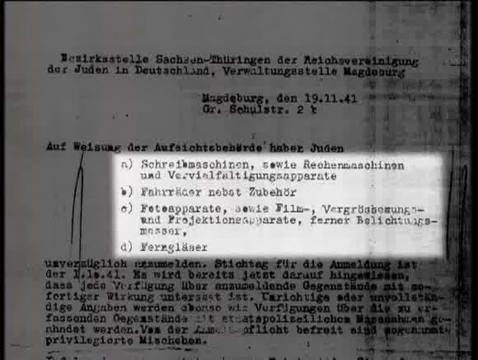 Bezirksstelle Sachsen-Thüringen der Reichsvereinigung
der Juden in Deutschland, Verwaltungsstelle Magdeburg
Magdeburg, den 19.11.41
Gr. Schulstr. 2
Auf Weisung der Aufsichtsbehörde haben Juden
a) Schreibmaschinen, sowie Rechenmaschinen
und Vervielfältigungsapparate
b) Fahrräder nebst Zubehör
c) Fotoapparate, sowie Film-, Vergrösserungs-
und Projektionsapparate, ferner Belichtungs-
messer,
d) Ferngläser
unverzüglich anzumelden. Stichtag für die Anmeldung ist
der 1.10.41. Es wird bereits jetzt darauf hingewiesen,
dass jede Verfügung über anzumeldende Gegenstände mit so-
fortiger Wirkung untersagt ist. Unrichtige oder unvollstän-
dige Angaben werden ebenso wie Verfügungen über die zu er-
fassenden Gegenstände mit staatspolizeilichen Massnahmen ge-
ahndet werden. Von der pflicht befreit sind sogenannte
privilegierte Mischehen.